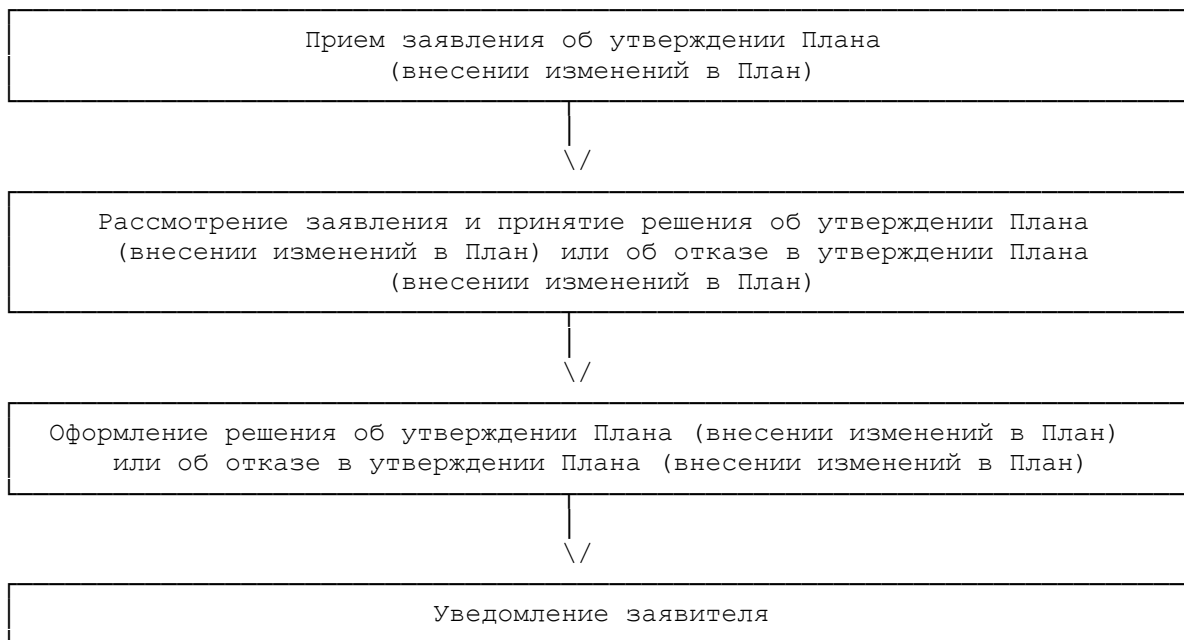 Прием заявления об утверждении Плана
(внесении изменений в План)
\/
Рассмотрение заявления и принятие решения об утверждении Плана
(внесении изменений в План) или об отказе в утверждении Плана
(внесении изменений в План)
\/
Оформление решения об утверждении Плана (внесении изменений в План)
или об отказе в утверждении Плана (внесении изменений в План)
\/
Уведомление заявителя